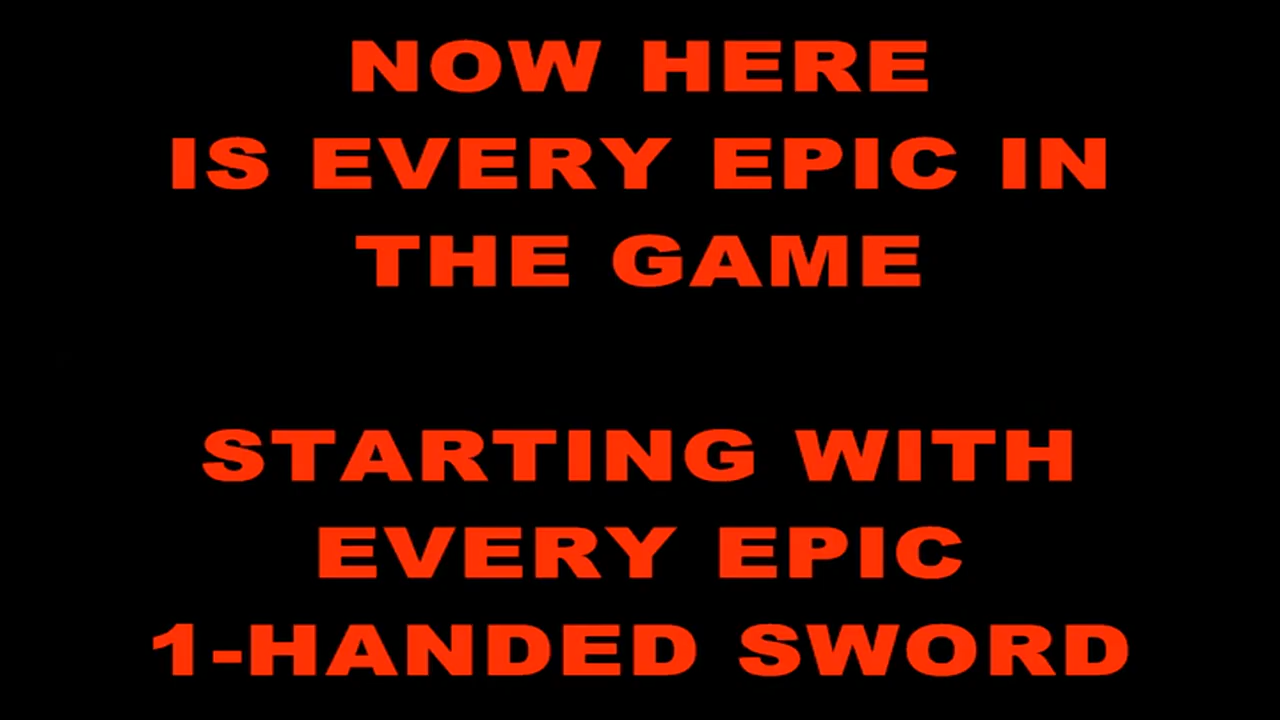 NOW HERE
IS EVERY EPIC IN
THE GAME
STARTING WITH
EVERY EPIC
1-HANDED SWORD